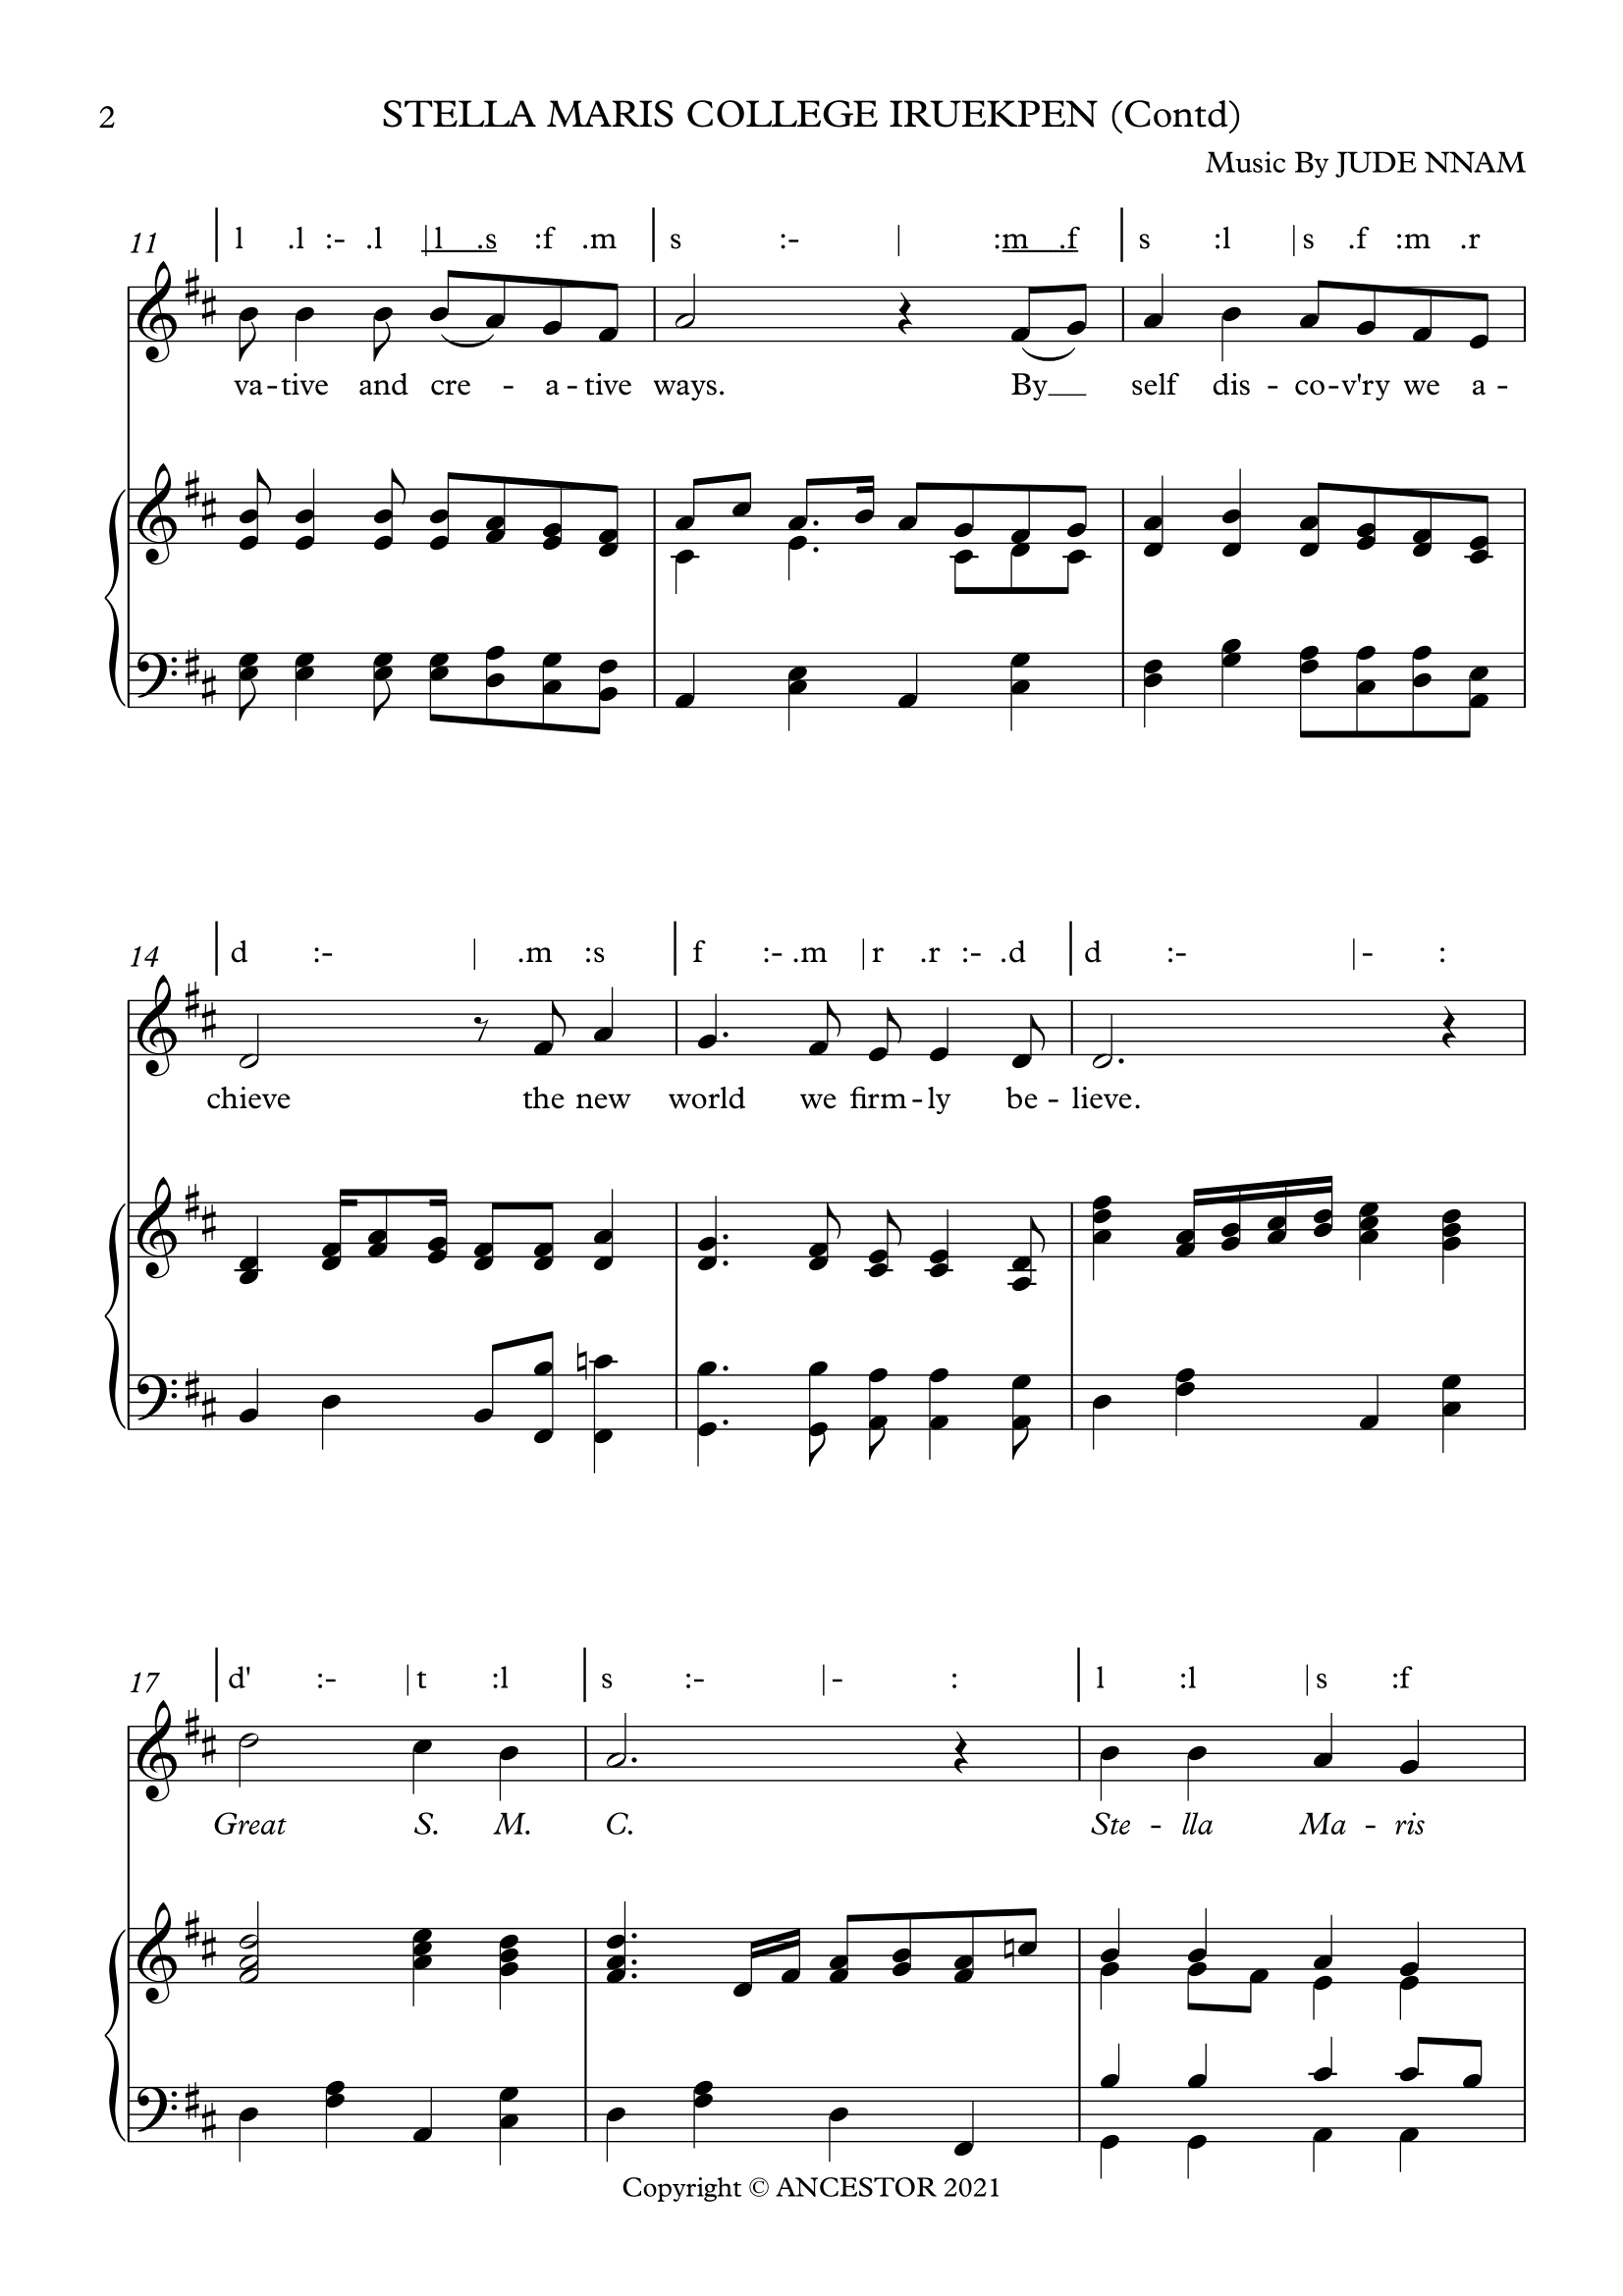 2
STELLA MARIS COLLEGE IRUEKPEN (Contd)
Music By JUDE NNAM
11 | l .l :- .l | l .s :f .m | s :- | :m .f | s :l | s .f :m .r
va - tive and cre - a - tive ways. By self dis - co - v'ry we a -
14 | d :- | .m :s | f :- .m | r .r :- .d | d :- | - :
chieve the new world we firm - ly be - lieve.
17 | d' :- | t :l | s :- | - : | l :l | s :f
Great S. M. C. Ste - lla Ma - ris
Copyright © ANCESTOR 2021